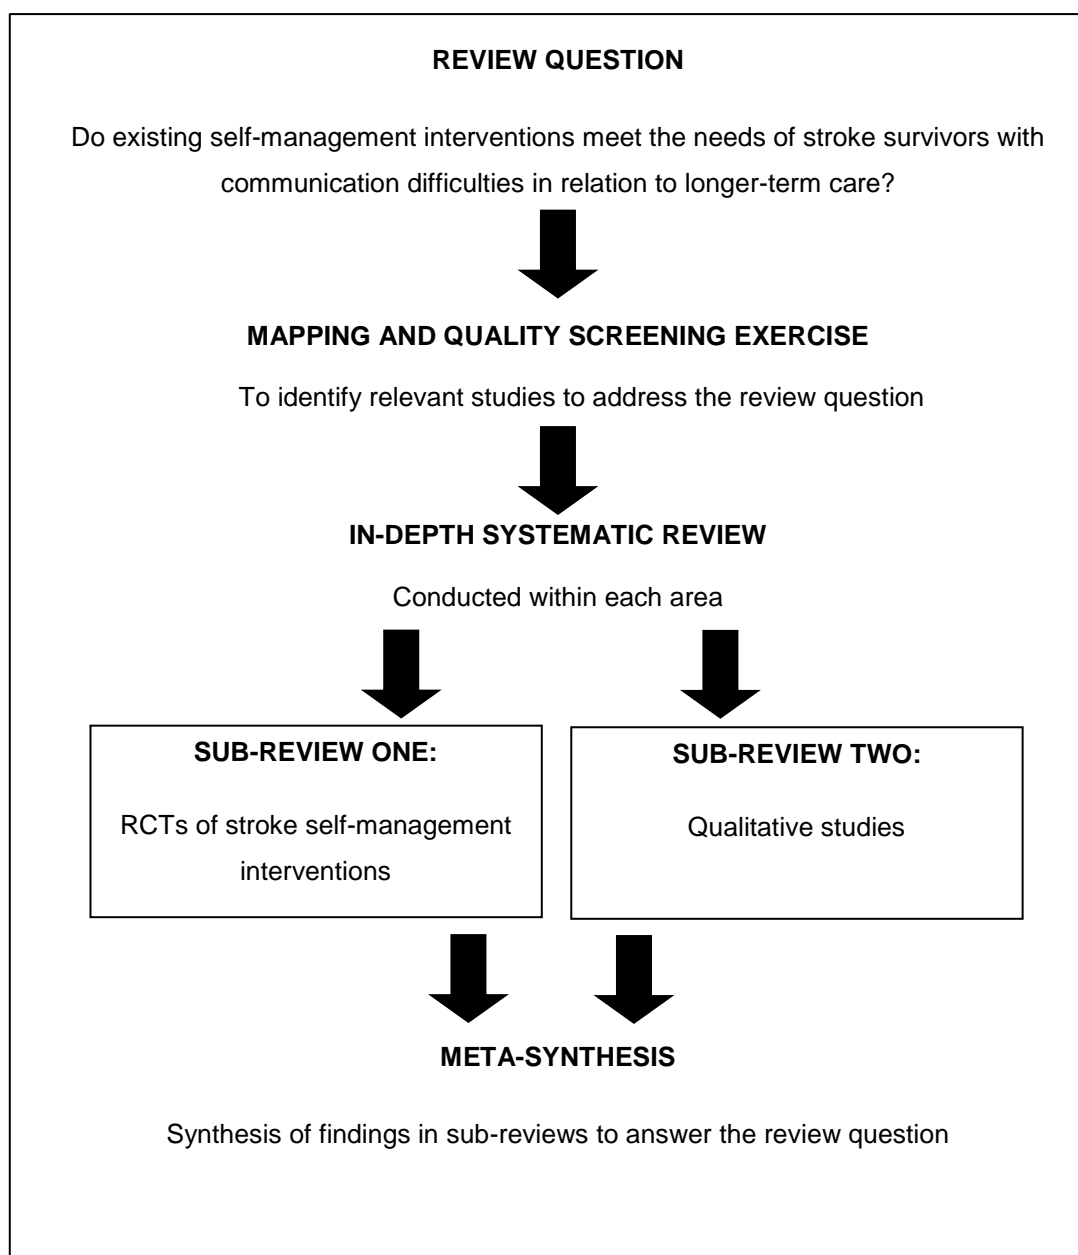 REVIEW QUESTION
Do existing self-management interventions meet the needs of stroke survivors with
communication difficulties in relation to longer-term care?
MAPPING AND QUALITY SCREENING EXERCISE
To identify relevant studies to address the review question
IN-DEPTH SYSTEMATIC REVIEW
Conducted within each area
SUB-REVIEW ONE:
RCTs of stroke self-management
interventions
SUB-REVIEW TWO:
Qualitative studies
META-SYNTHESIS
Synthesis of findings in sub-reviews to answer the review question